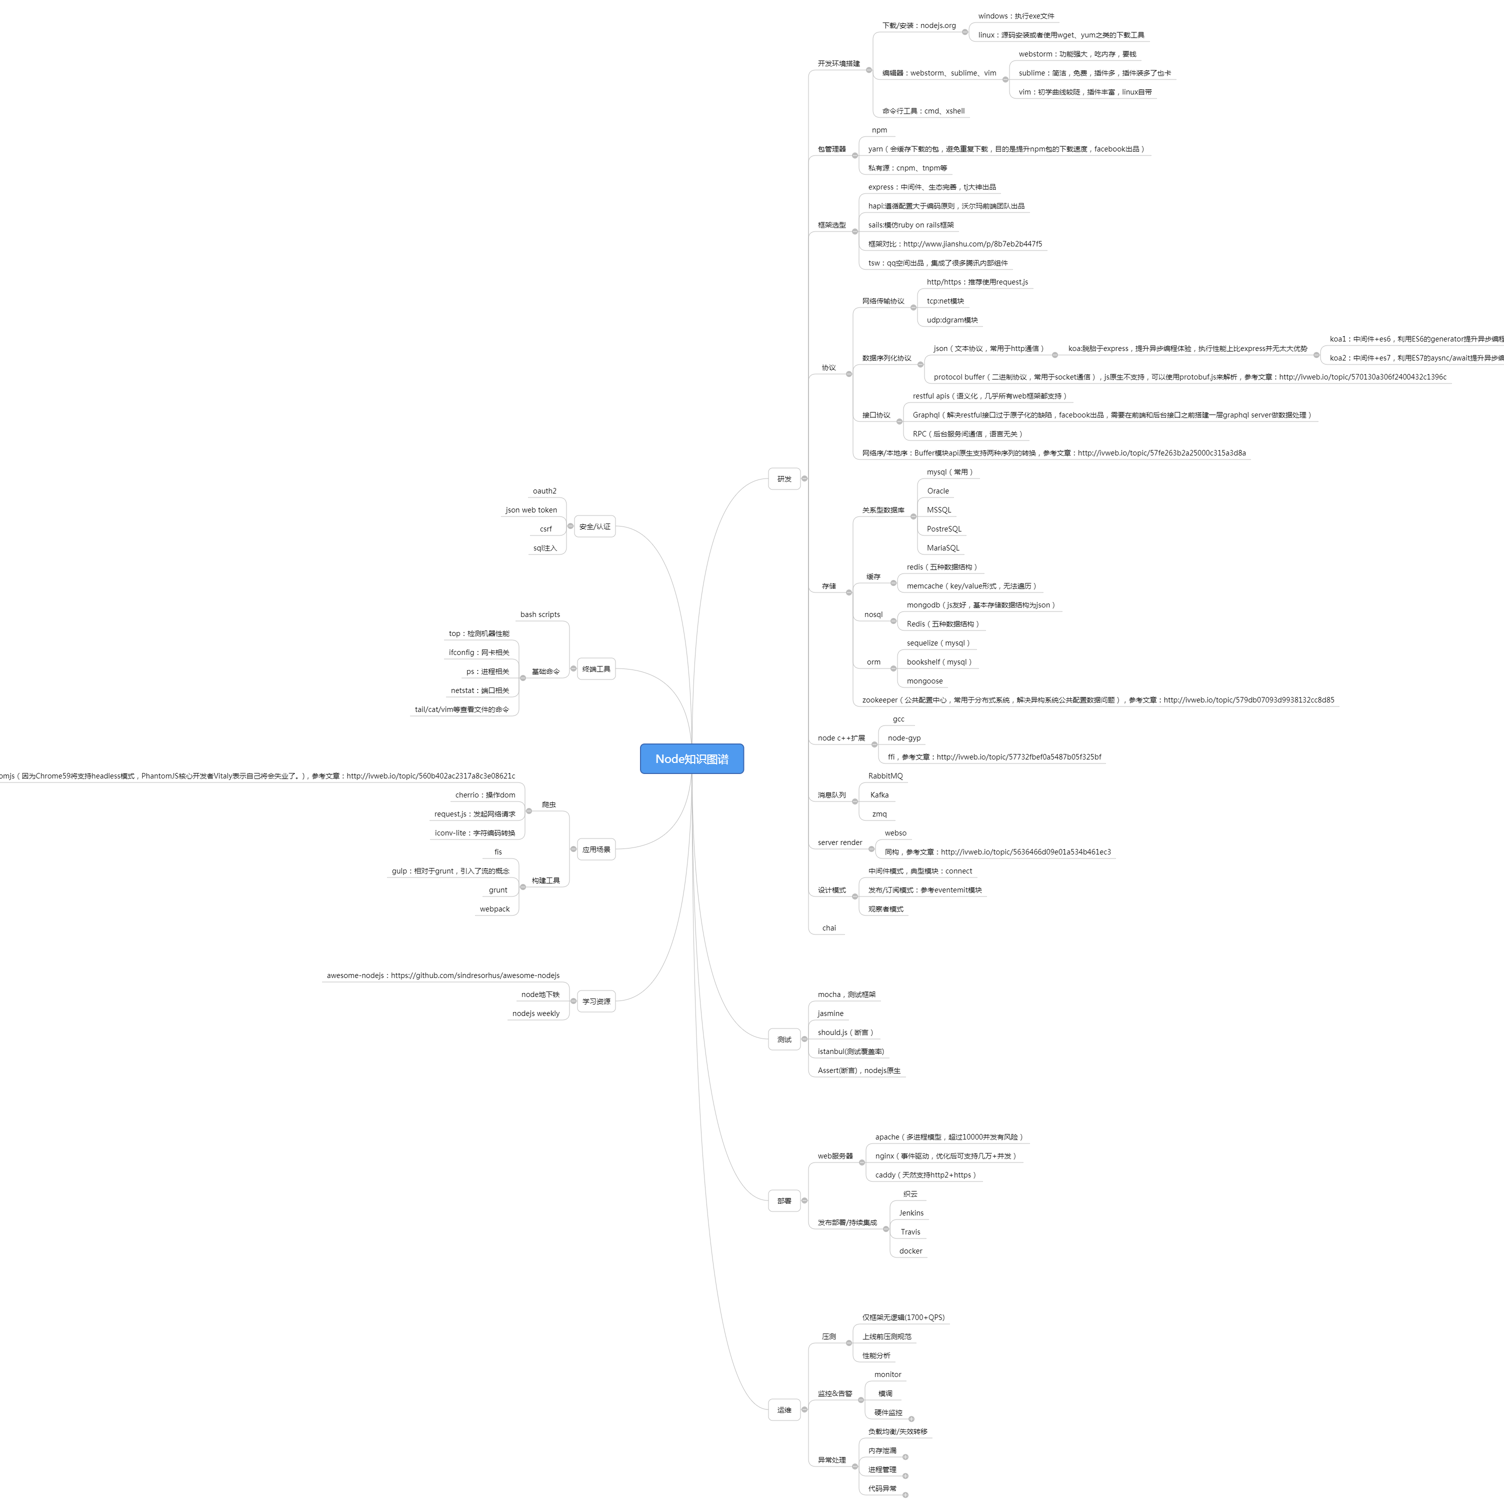 Node知识图谱
研发
开发环境搭建
下载/安装：nodejs.org
windows：执行exe文件
linux：源码安装或者使用wget、yum之类的下载工具
编辑器：webstorm、sublime、vim
webstorm：功能强大，吃内存，要钱
sublime：简洁，免费，插件多，插件装多了也卡
vim：初学曲线较陡，插件丰富，linux自带
命令行工具：cmd、xshell
包管理器
npm
yarn（会缓存下载的包，避免重复下载，目的是提升npm包的下载速度，facebook出品）
私有源：cnpm、tnpm等
框架选型
express：中间件、生态完善，tj大神出品
hapi:遵循配置大于编码原则，沃尔玛前端团队出品
sails:模仿ruby on rails框架
框架对比：http://www.jianshu.com/p/8b7eb2b447f5
tsw：qq空间出品，集成了很多腾讯内部组件
协议
网络传输协议
http/https：推荐使用request.js
tcp:net模块
udp:dgram模块
数据序列化协议
json（文本协议，常用于http通信）
koa:脱胎于express，提升异步编程体验，执行性能上比express并无太大优势
koa1：中间件+es6，利用ES6的generator提升异步编程
koa2：中间件+es7，利用ES7的aysnc/await提升异步编
protocol buffer（二进制协议，常用于socket通信），js原生不支持，可以使用protobuf.js来解析，参考文章：http://ivweb.io/topic/570130a306f2400432c1396c
接口协议
restful apis（语义化，几乎所有web框架都支持）
Graphql（解决restful接口过于原子化的缺陷，facebook出品，需要在前端和后台接口之前搭建一层graphql server做数据处理）
RPC（后台服务间通信，语言无关）
网络序/本地序：Buffer模块api原生支持两种序列的转换，参考文章：http://ivweb.io/topic/57fe263b2a25000c315a3d8a
存储
关系型数据库
mysql（常用）
Oracle
MSSQL
PostreSQL
MariaSQL
缓存
redis（五种数据结构）
memcache（key/value形式，无法遍历）
nosql
mongodb（js友好，基本存储数据结构为json）
Redis（五种数据结构）
orm
sequelize（mysql）
bookshelf（mysql）
mongoose
zookeeper（公共配置中心，常用于分布式系统，解决异构系统公共配置数据问题），参考文章：http://ivweb.io/topic/579db07093d9938132cc8d85
node c++扩展
gcc
node-gyp
ffi，参考文章：http://ivweb.io/topic/57732fbef0a5487b05f325bf
消息队列
RabbitMQ
Kafka
zmq
server render
webso
同构，参考文章：http://ivweb.io/topic/5636466d09e01a534b461ec3
设计模式
中间件模式，典型模块：connect
发布/订阅模式：参考eventemit模块
观察者模式
chai
测试
mocha，测试框架
jasmine
should.js（断言）
istanbul(测试覆盖率)
Assert(断言)，nodejs原生
部署
web服务器
apache（多进程模型，超过10000并发有风险）
nginx（事件驱动，优化后可支持几万+并发）
caddy（天然支持http2+https）
发布部署/持续集成
织云
Jenkins
Travis
docker
运维
压测
仅框架无逻辑(1700+QPS)
上线前压测规范
性能分析
监控&告警
monitor
模调
硬件监控
异常处理
负载均衡/失效转移
内存泄漏
进程管理
代码异常
安全/认证
oauth2
json web token
csrf
sql注入
终端工具
bash scripts
基础命令
top：检测机器性能
ifconfig：网卡相关
ps：进程相关
netstat：端口相关
tail/cat/vim等查看文件的命令
应用场景
爬虫
omjs（因为Chrome59将支持headless模式，PhantomJS核心开发者Vitaly表示自己将会失业了。)，参考文章：http://ivweb.io/topic/560b402ac2317a8c3e08621c
cherrio：操作dom
request.js：发起网络请求
iconv-lite：字符编码转换
构建工具
fis
gulp：相对于grunt，引入了流的概念
grunt
webpack
学习资源
awesome-nodejs：https://github.com/sindresorhus/awesome-nodejs
node地下铁
nodejs weekly